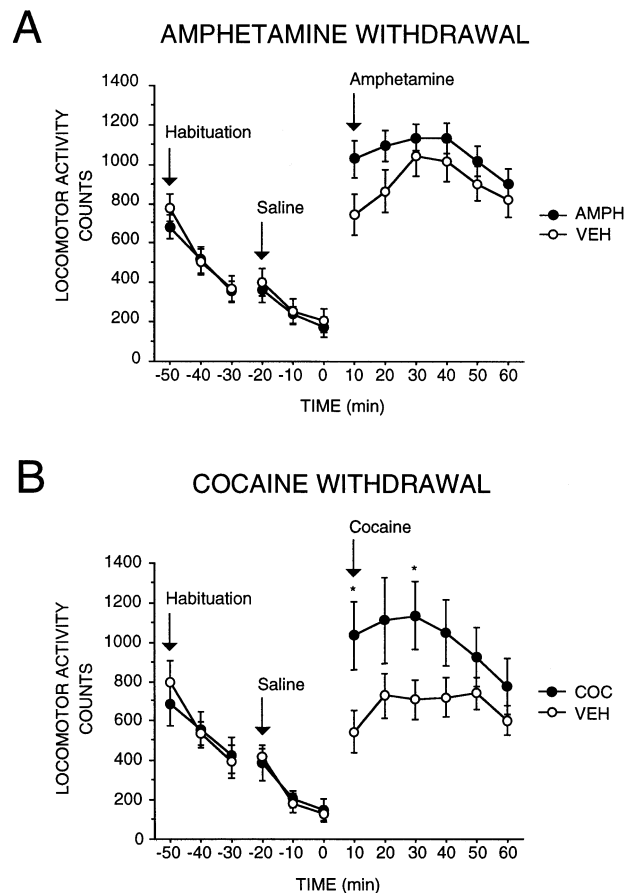 A
AMPHETAMINE WITHDRAWAL
Amphetamine
Habituation
Saline
LOCOMOTOR ACTIVITY
COUNTS
1400
1200
1000
800
600
400
200
0
AMPH
VEH
-50 -40 -30 -20 -10 0 10 20 30 40 50 60
TIME (min)
B
COCAINE WITHDRAWAL
Cocaine
Habituation
Saline
* *
LOCOMOTOR ACTIVITY
COUNTS
1400
1200
1000
800
600
400
200
0
COC
VEH
-50 -40 -30 -20 -10 0 10 20 30 40 50 60
TIME (min)